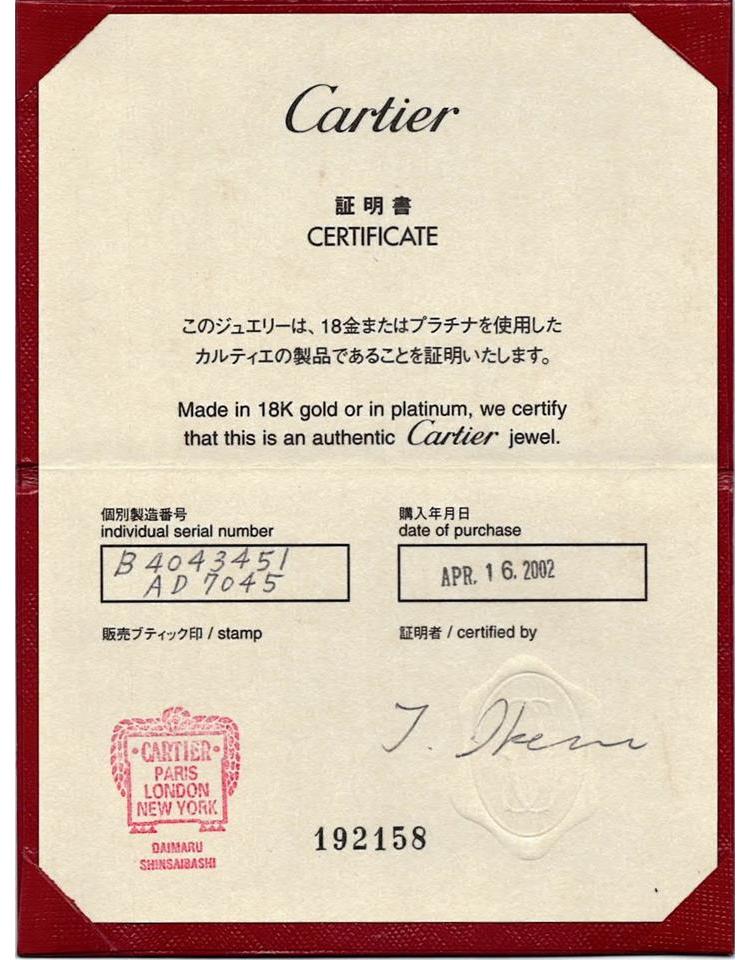 Cartier
証明書
CERTIFICATE
このジュエリーは、18金またはプラチナを使用した
カルティエの製品であることを証明いたします。
Made in 18K gold or in platinum, we certify
that this is an authentic Cartier jewel.
個別製造番号
individual serial number
B4043451
AD 7045
購入年月日
date of purchase
APR. 16. 2002
販売ブティック印 / stamp
証明者 / certified by
·CARTIER·
PARIS
LONDON
NEW YORK
DAIMARU
SHINSAIBASHI
192158